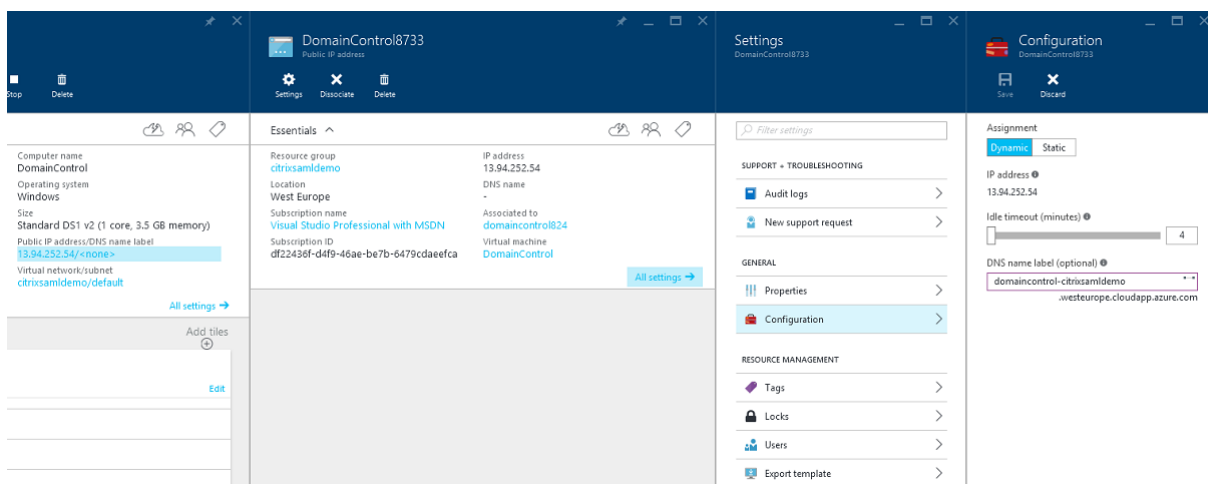 Stop
Delete
Computer name
DomainControl
Operating system
Windows
Size
Standard DS1 v2 (1 core, 3.5 GB memory)
Public IP address/DNS name label
13.94.252.54/<none>
Virtual network/subnet
citrixsamldemo/default
All settings →
Add tiles
Edit
DomainControl8733
Public IP address
Settings
Dissociate
Delete
Essentials
Resource group
citrixsamldemo
Location
West Europe
Subscription name
Visual Studio Professional with MSDN
Subscription ID
df22436f-d4f9-46ae-be7b-6479cdaeefca
IP address
13.94.252.54
DNS name
-
Associated to
domaincontrol824
Virtual machine
DomainControl
All settings →
Settings
DomainControl8733
Filter settings
SUPPORT + TROUBLESHOOTING
Audit logs
New support request
GENERAL
Properties
Configuration
RESOURCE MANAGEMENT
Tags
Locks
Users
Export template
Configuration
DomainControl8733
Save
Discard
Assignment
Dynamic Static
IP address
13.94.252.54
Idle timeout (minutes)
4
DNS name label (optional)
domaincontrol-citrixsamldemo
.westeurope.cloudapp.azure.com